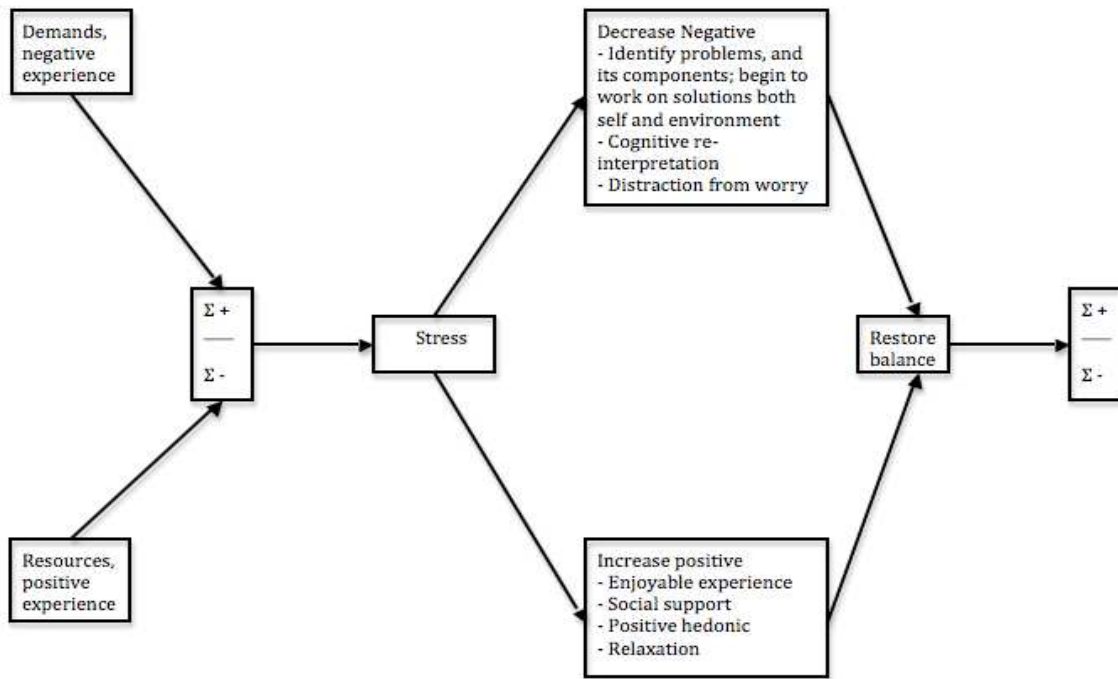 Demands,
negative
experience
Decrease Negative
- Identify problems, and
its components; begin to
work on solutions both
self and environment
- Cognitive re-
interpretation
- Distraction from worry
Σ +
Σ -
Stress
Restore
balance
Σ +
Σ -
Resources,
positive
experience
Increase positive
- Enjoyable experience
- Social support
- Positive hedonic
- Relaxation